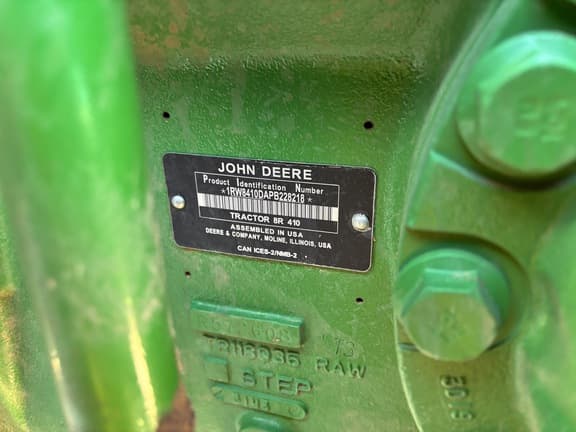 JOHN DEERE
Product Identification Number
*1RW8410DAPB228218*
TRACTOR 8R 410
ASSEMBLED IN USA
DEERE & COMPANY, MOLINE, ILLINOIS, USA
CAN ICES-2/NMB-2
RAW
STEP